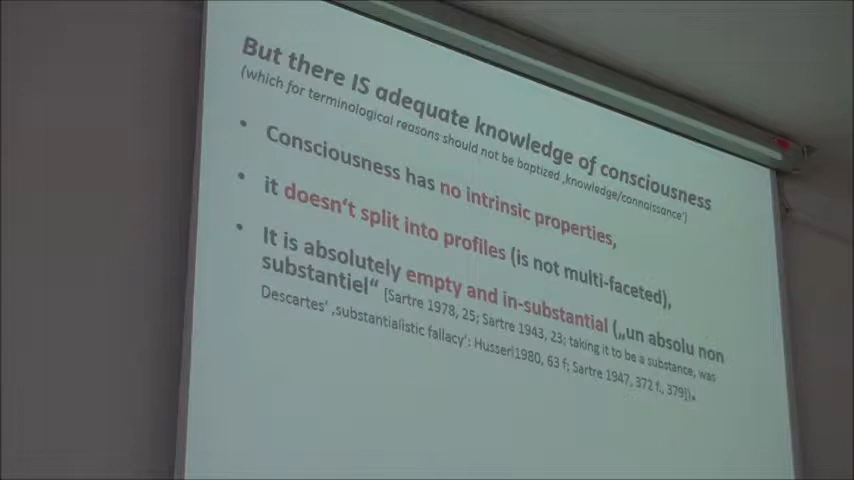 But there IS adequate knowledge of consciousness
(which for terminological reasons should not be baptized ‚knowledge/connaissance')
• Consciousness has no intrinsic properties,
• it doesn't split into profiles (is not multi-faceted),
• It is absolutely empty and in-substantial („un absolu non
substantiel“ [Sartre 1978, 25; Sartre 1943, 23; taking it to be a substance, was
Descartes' ‚substantialistic fallacy': Husserl1980, 63 f; Sartre 1947, 372 f., 379]).